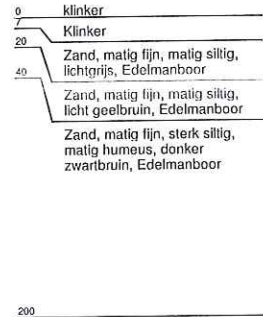 0 klinker
7 Klinker
20 Zand, matig fijn, matig siltig,
lichtgrijs, Edelmanboor
40 Zand, matig fijn, matig siltig,
licht geelbruin, Edelmanboor
Zand, matig fijn, sterk siltig,
matig humeus, donker
zwartbruin, Edelmanboor
200